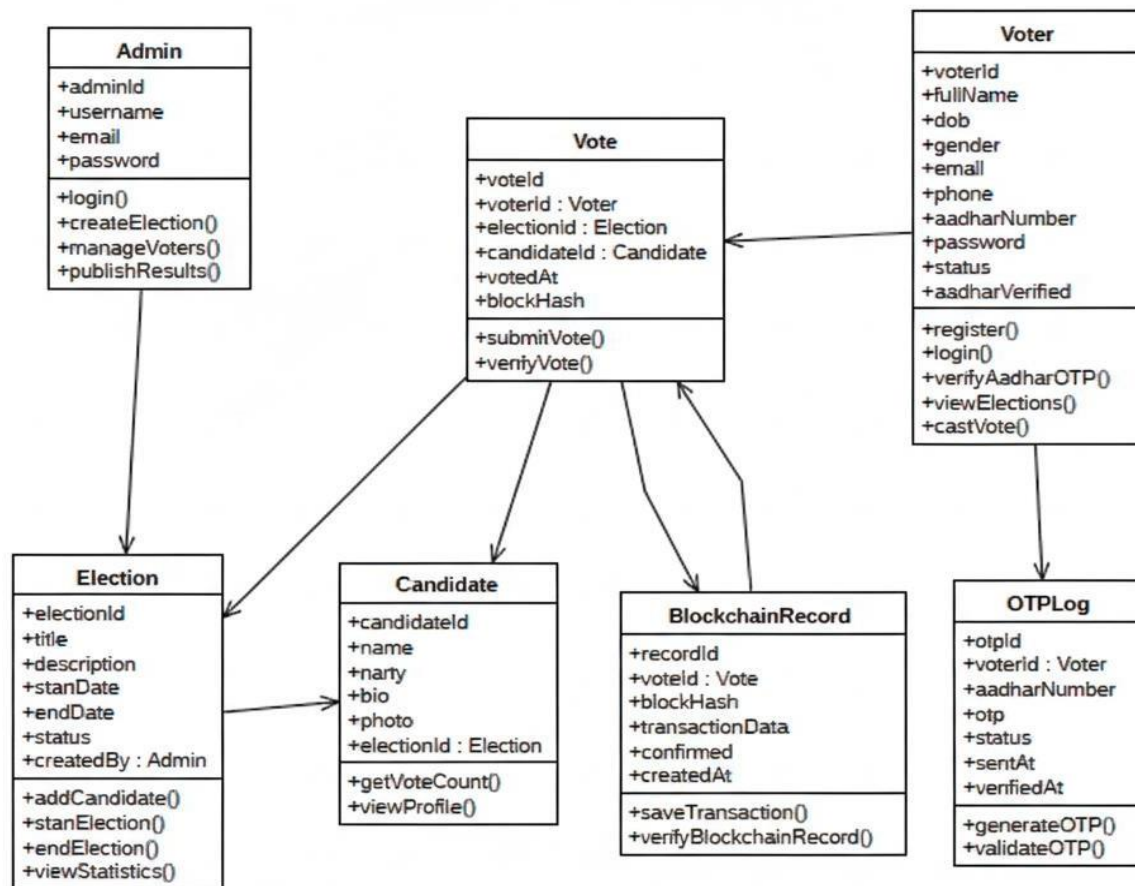 Admin
+adminId
+username
+email
+password
+login()
+createElection()
+manageVoters()
+publishResults()
Vote
+voteId
+voterId : Voter
+electionId : Election
+candidateId : Candidate
+votedAt
+blockHash
+submitVote()
+verifyVote()
Voter
+voterId
+fullName
+dob
+gender
+email
+phone
+aadharNumber
+password
+status
+aadharVerified
+register()
+login()
+verifyAadharOTP()
+viewElections()
+castVote()
Election
+electionId
+title
+description
+stanDate
+endDate
+status
+createdBy : Admin
+addCandidate()
+stanElection()
+endElection()
+viewStatistics()
Candidate
+candidateId
+name
+narty
+bio
+photo
+electionId : Election
+getVoteCount()
+viewProfile()
BlockchainRecord
+recordId
+voteId : Vote
+blockHash
+transactionData
+confirmed
+createdAt
+saveTransaction()
+verifyBlockchainRecord()
OTPLog
+otpId
+voterId : Voter
+aadharNumber
+otp
+status
+sentAt
+verifiedAt
+generateOTP()
+validateOTP()